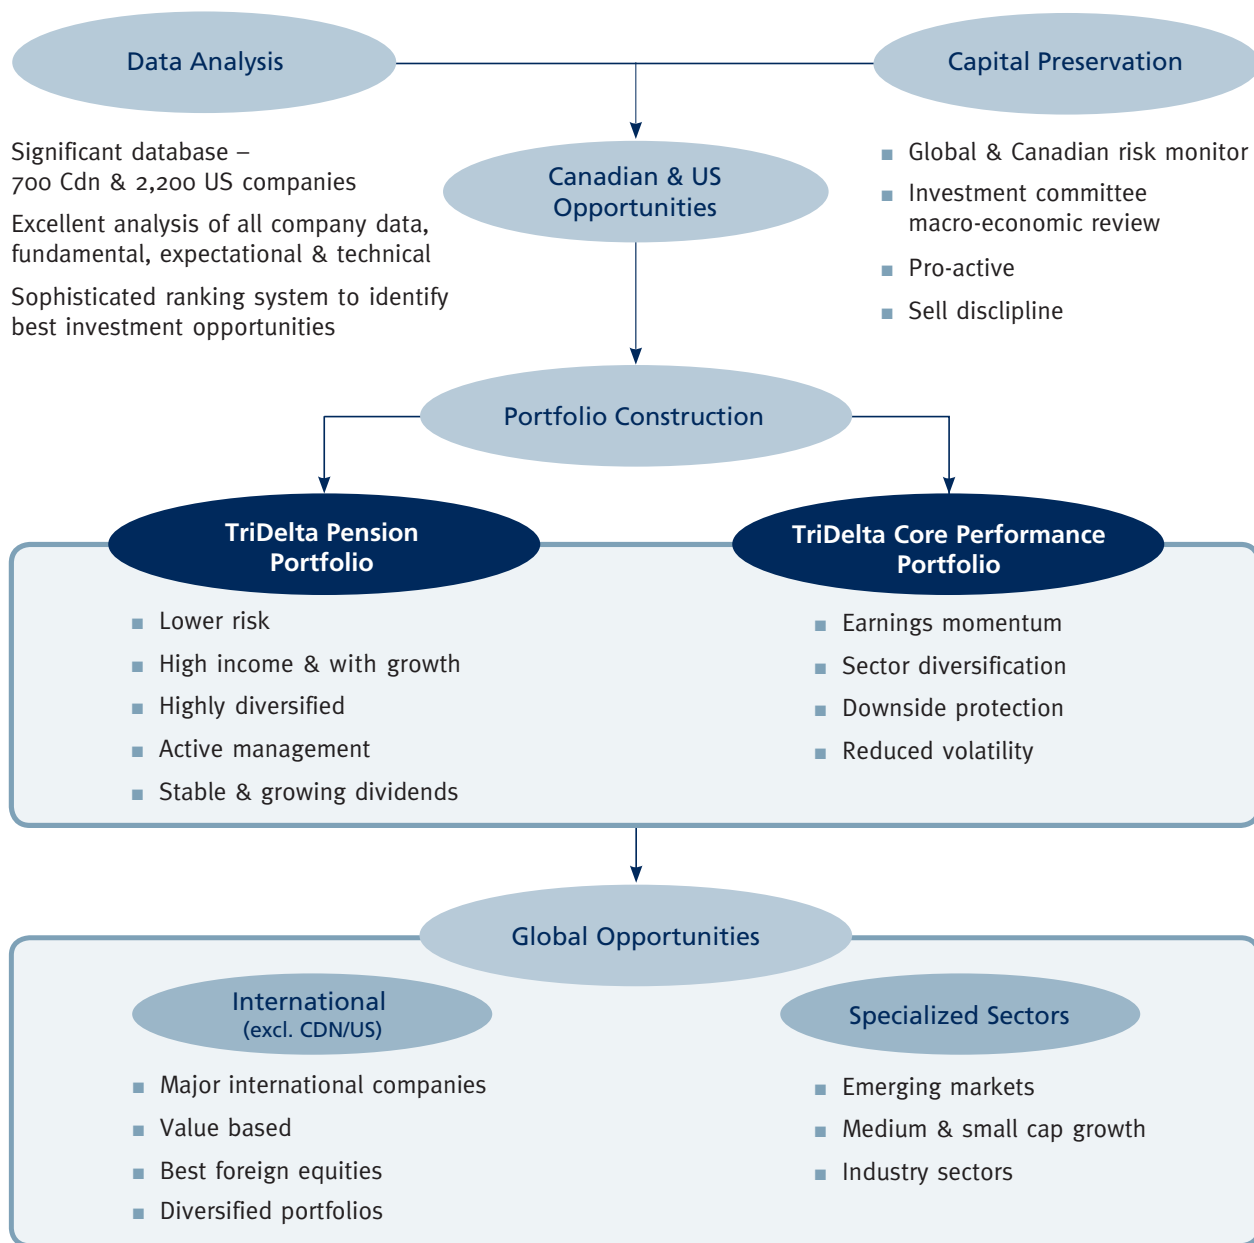 Data Analysis
Capital Preservation
Significant database –
700 Cdn & 2,200 US companies
Excellent analysis of all company data,
fundamental, expectational & technical
Sophisticated ranking system to identify
best investment opportunities
Canadian & US
Opportunities
■ Global & Canadian risk monitor
■ Investment committee
macro-economic review
■ Pro-active
■ Sell disclipline
Portfolio Construction
TriDelta Pension
Portfolio
■ Lower risk
■ High income & with growth
■ Highly diversified
■ Active management
■ Stable & growing dividends
TriDelta Core Performance
Portfolio
■ Earnings momentum
■ Sector diversification
■ Downside protection
■ Reduced volatility
Global Opportunities
International
(excl. CDN/US)
■ Major international companies
■ Value based
■ Best foreign equities
■ Diversified portfolios
Specialized Sectors
■ Emerging markets
■ Medium & small cap growth
■ Industry sectors